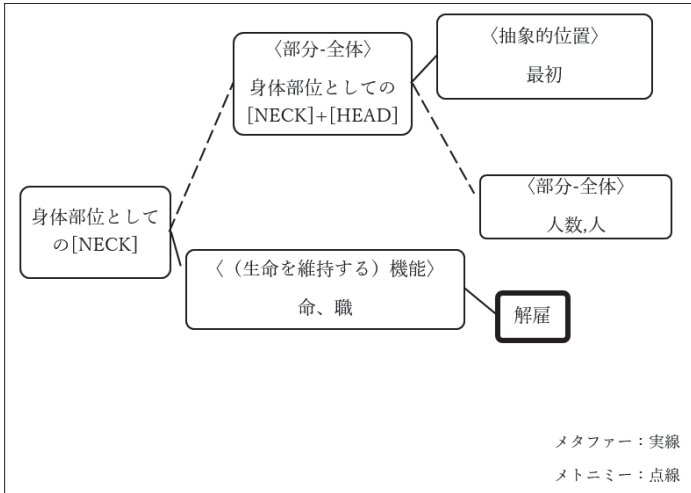 〈部分-全体〉
身体部位としての
[NECK]+[HEAD]
〈抽象的位置〉
最初
〈部分-全体〉
人数,人
身体部位として
の[NECK]
〈（生命を維持する）機能〉
命、職
解雇
メタファー：実線
メトニミー：点線